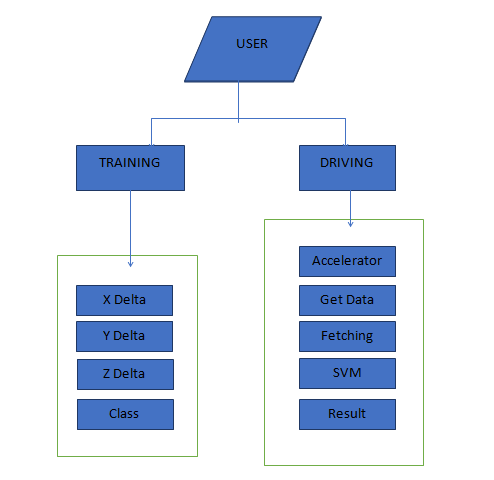 USER
TRAINING
DRIVING
X Delta
Y Delta
Z Delta
Class
Accelerator
Get Data
Fetching
SVM
Result